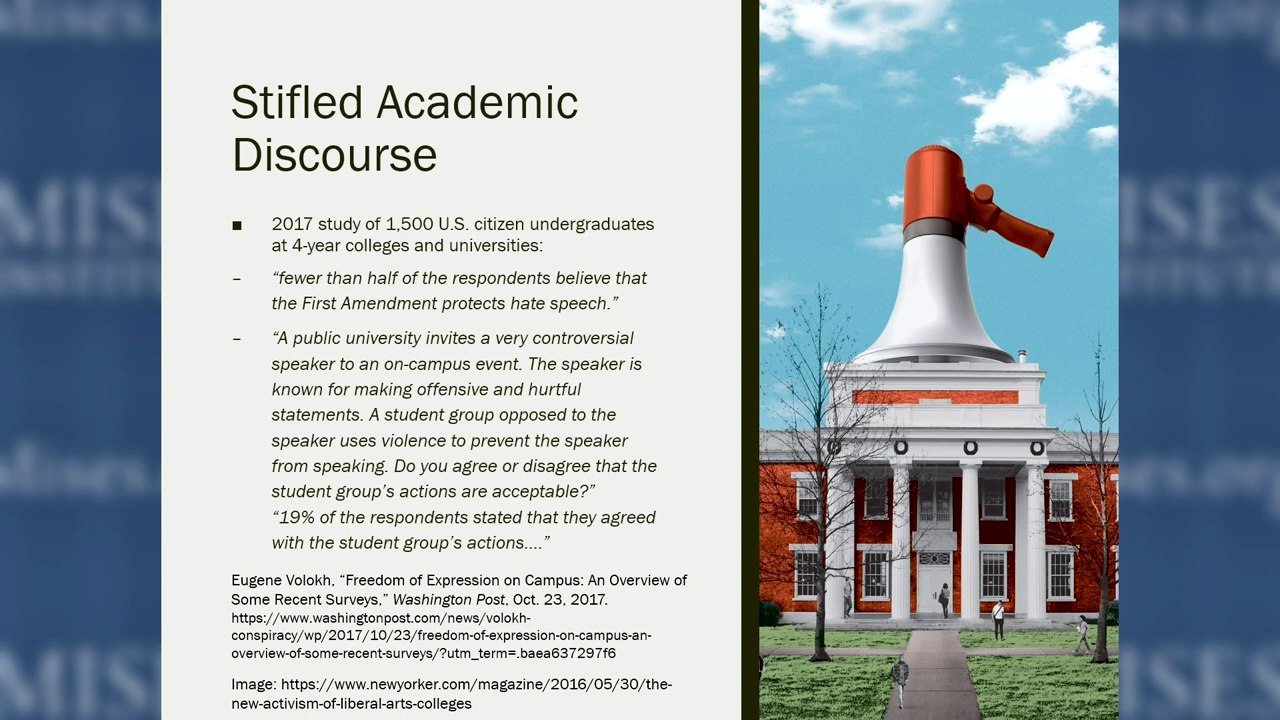 Stifled Academic
Discourse
■ 2017 study of 1,500 U.S. citizen undergraduates
at 4-year colleges and universities:
– “fewer than half of the respondents believe that
the First Amendment protects hate speech.”
– “A public university invites a very controversial
speaker to an on-campus event. The speaker is
known for making offensive and hurtful
statements. A student group opposed to the
speaker uses violence to prevent the speaker
from speaking. Do you agree or disagree that the
student group’s actions are acceptable?”
“19% of the respondents stated that they agreed
with the student group’s actions....”
Eugene Volokh, “Freedom of Expression on Campus: An Overview of
Some Recent Surveys,” Washington Post, Oct. 23, 2017.
https://www.washingtonpost.com/news/volokh-
conspiracy/wp/2017/10/23/freedom-of-expression-on-campus-an-
overview-of-some-recent-surveys/?utm_term=.baea637297f6
Image: https://www.newyorker.com/magazine/2016/05/30/the-
new-activism-of-liberal-arts-colleges